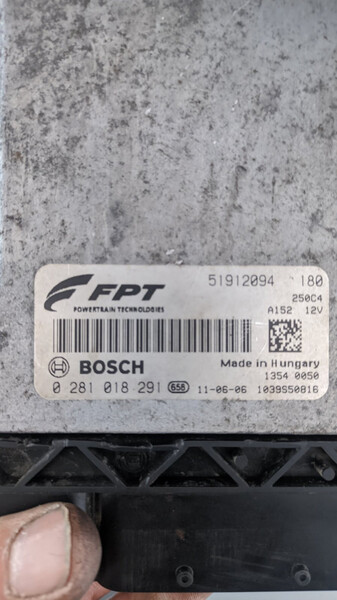 51912094 180
FPT
POWERTRAIN TECHNOLOGIES
250C4
A152 12V
BOSCH
Made in Hungary
1354 0050
0 281 018 291 658 11-06-06 1039S50816